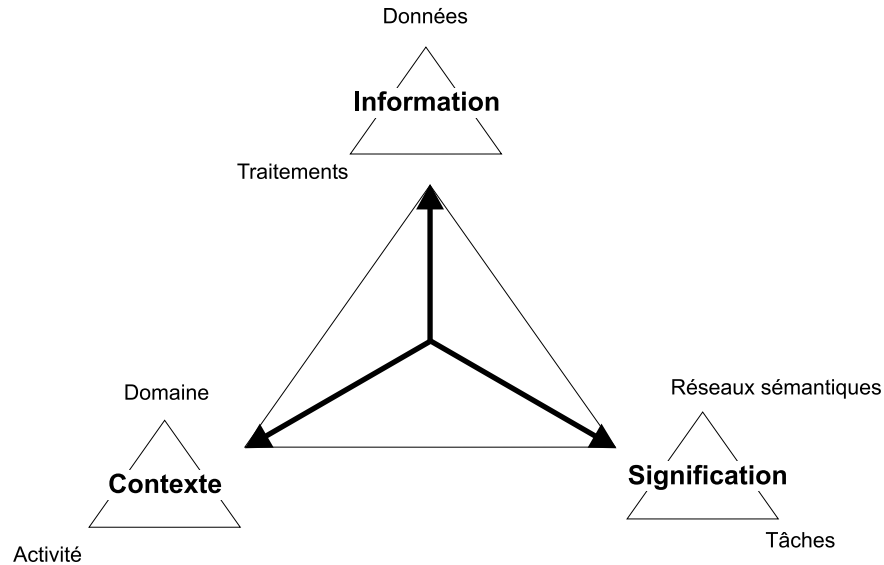 Données
Information
Traitements
Domaine
Réseaux sémantiques
Contexte
Signification
Activité
Tâches